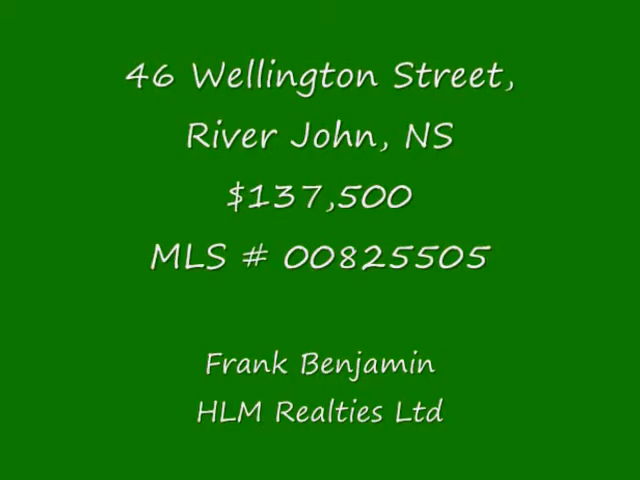 46 Wellington Street,
River John, NS
$137,500
MLS # 00825505
Frank Benjamin
HLM Realties Ltd